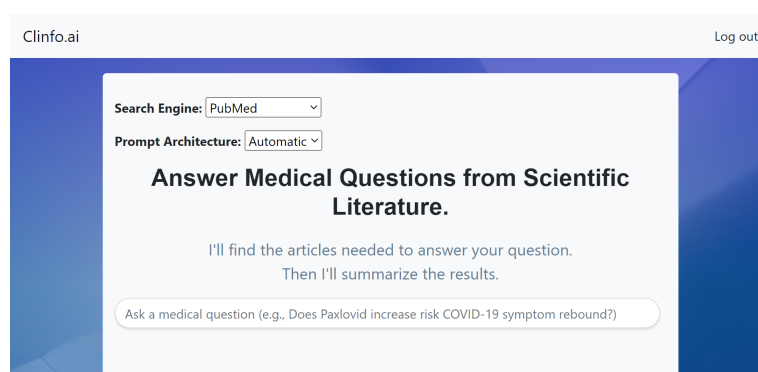 Clinfo.ai
Log out
Search Engine: PubMed
Prompt Architecture: Automatic
Answer Medical Questions from Scientific
Literature.
I'll find the articles needed to answer your question.
Then I'll summarize the results.
Ask a medical question (e.g., Does Paxlovid increase risk COVID-19 symptom rebound?)